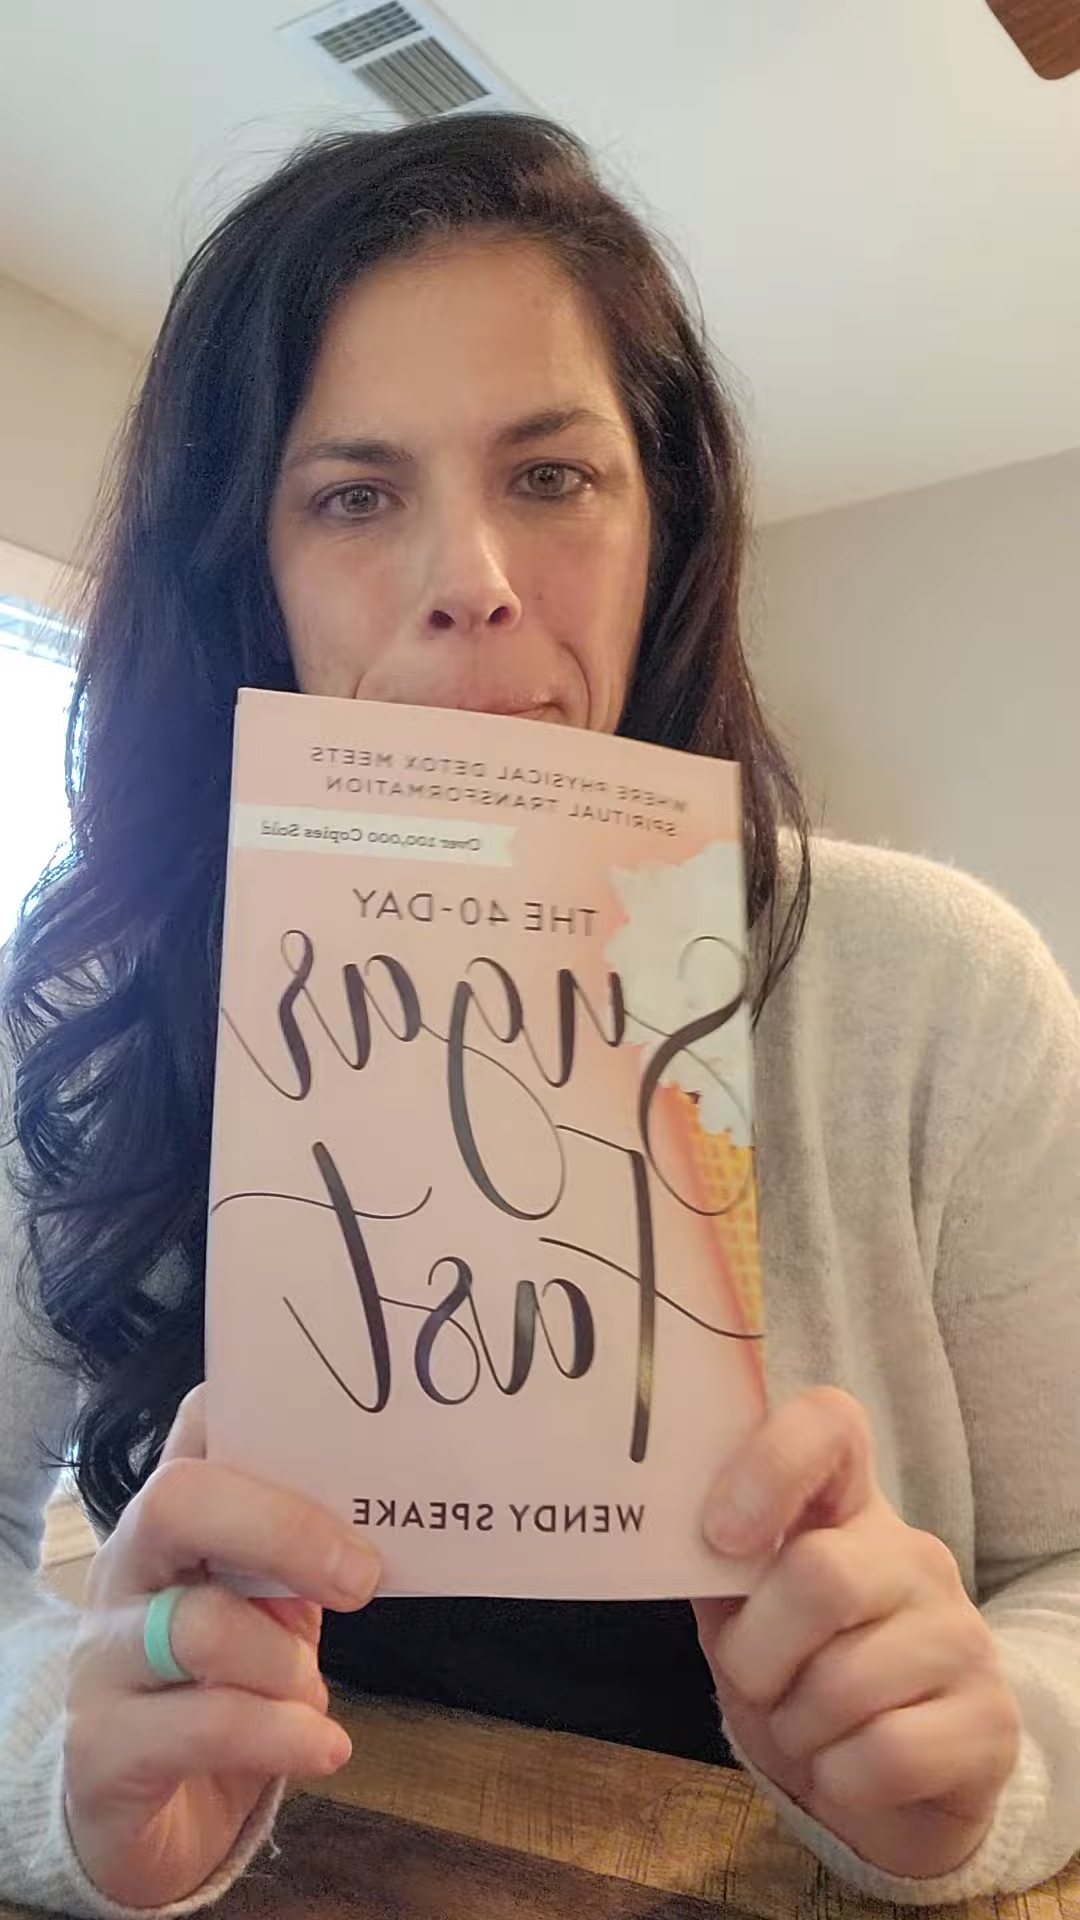 WHERE PHYSICAL DETOX MEETS
SPIRITUAL TRANSFORMATION
Over 100,000 Copies Sold
THE 40-DAY
Sugar
Fast
WENDY SPEAKE